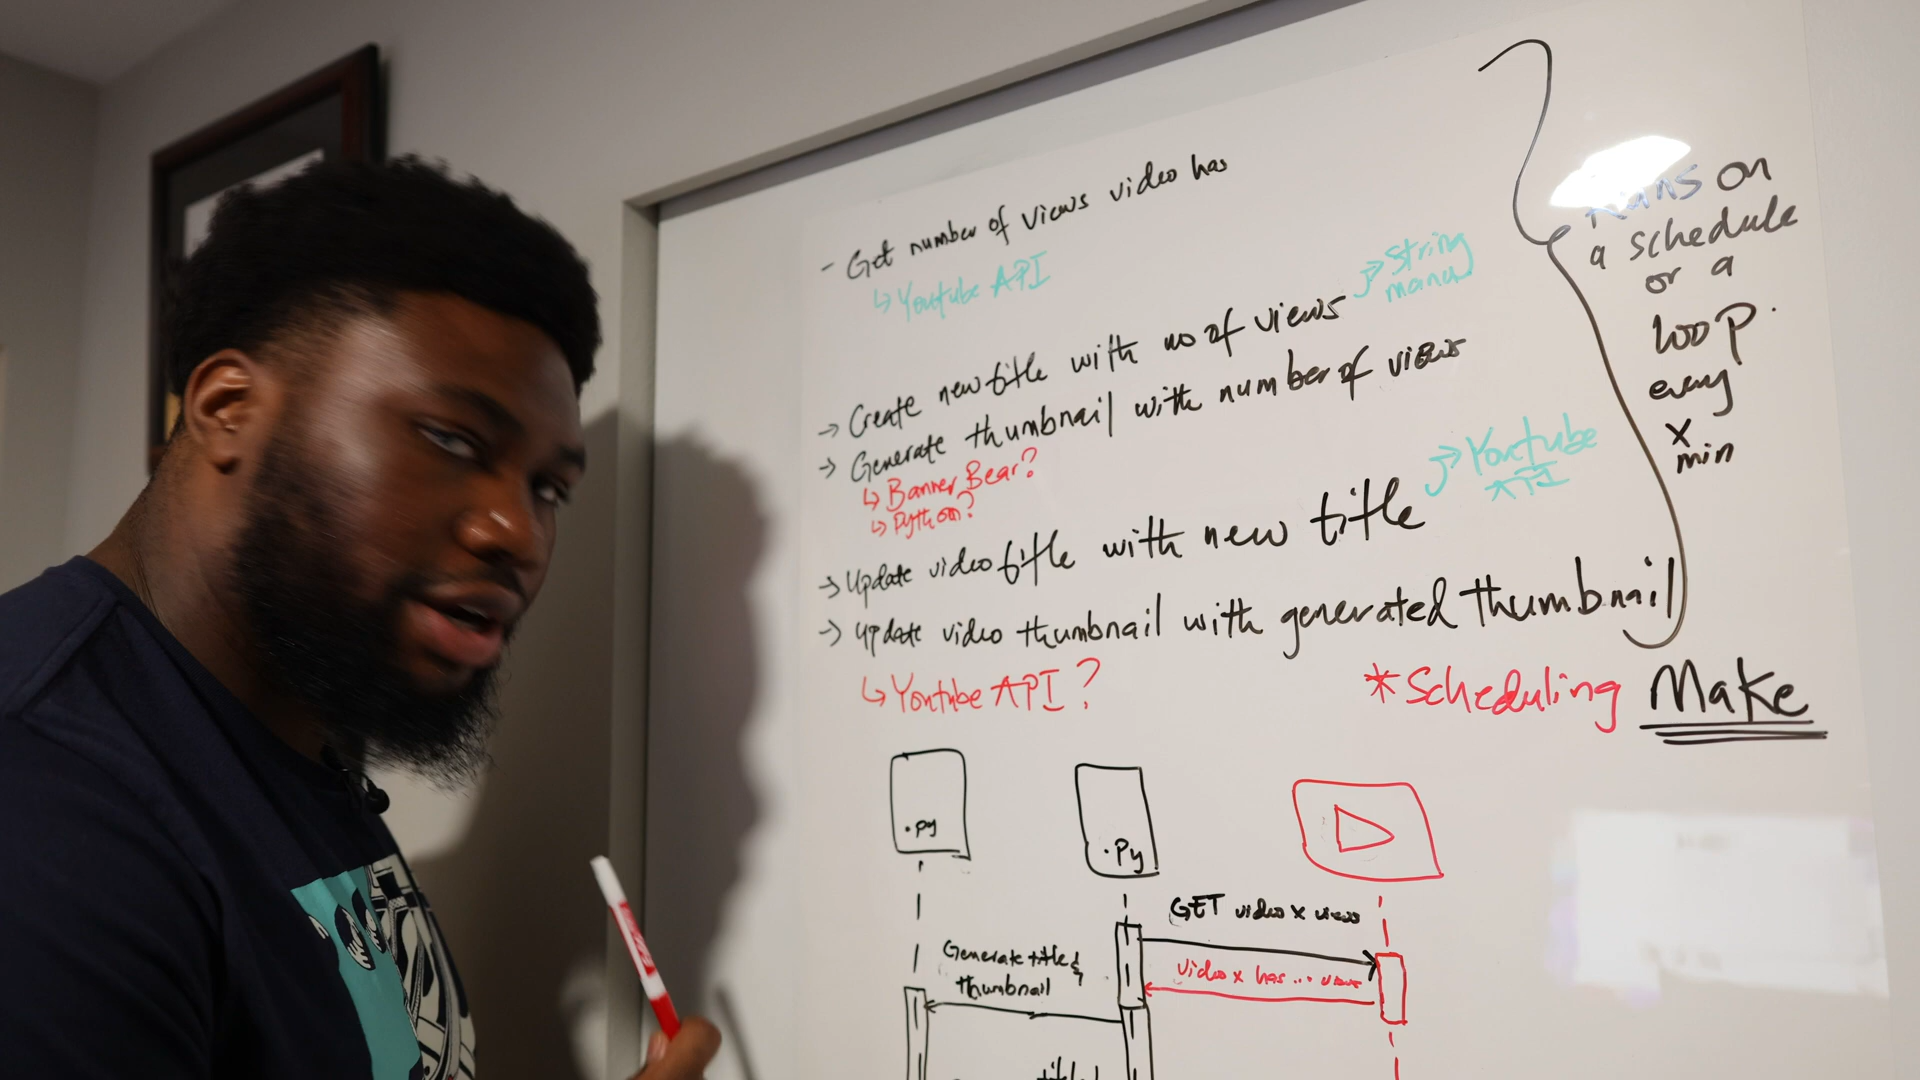 - Get number of views video has
↳ Youtube API
→ Create new title with no of views
→ String
→ Generate thumbnail with number of views
↳ Banner Bear?
↳ Python?
→ Update video title with new title
→ Youtube
API
→ Update video thumbnail with generated thumbnail
↳ Youtube API?
Runs on
a schedule
or a
loop.
every
x
min
*Scheduling Make
.py
.Py
GET video x views
Video x has ... views
Generate title &
thumbnail